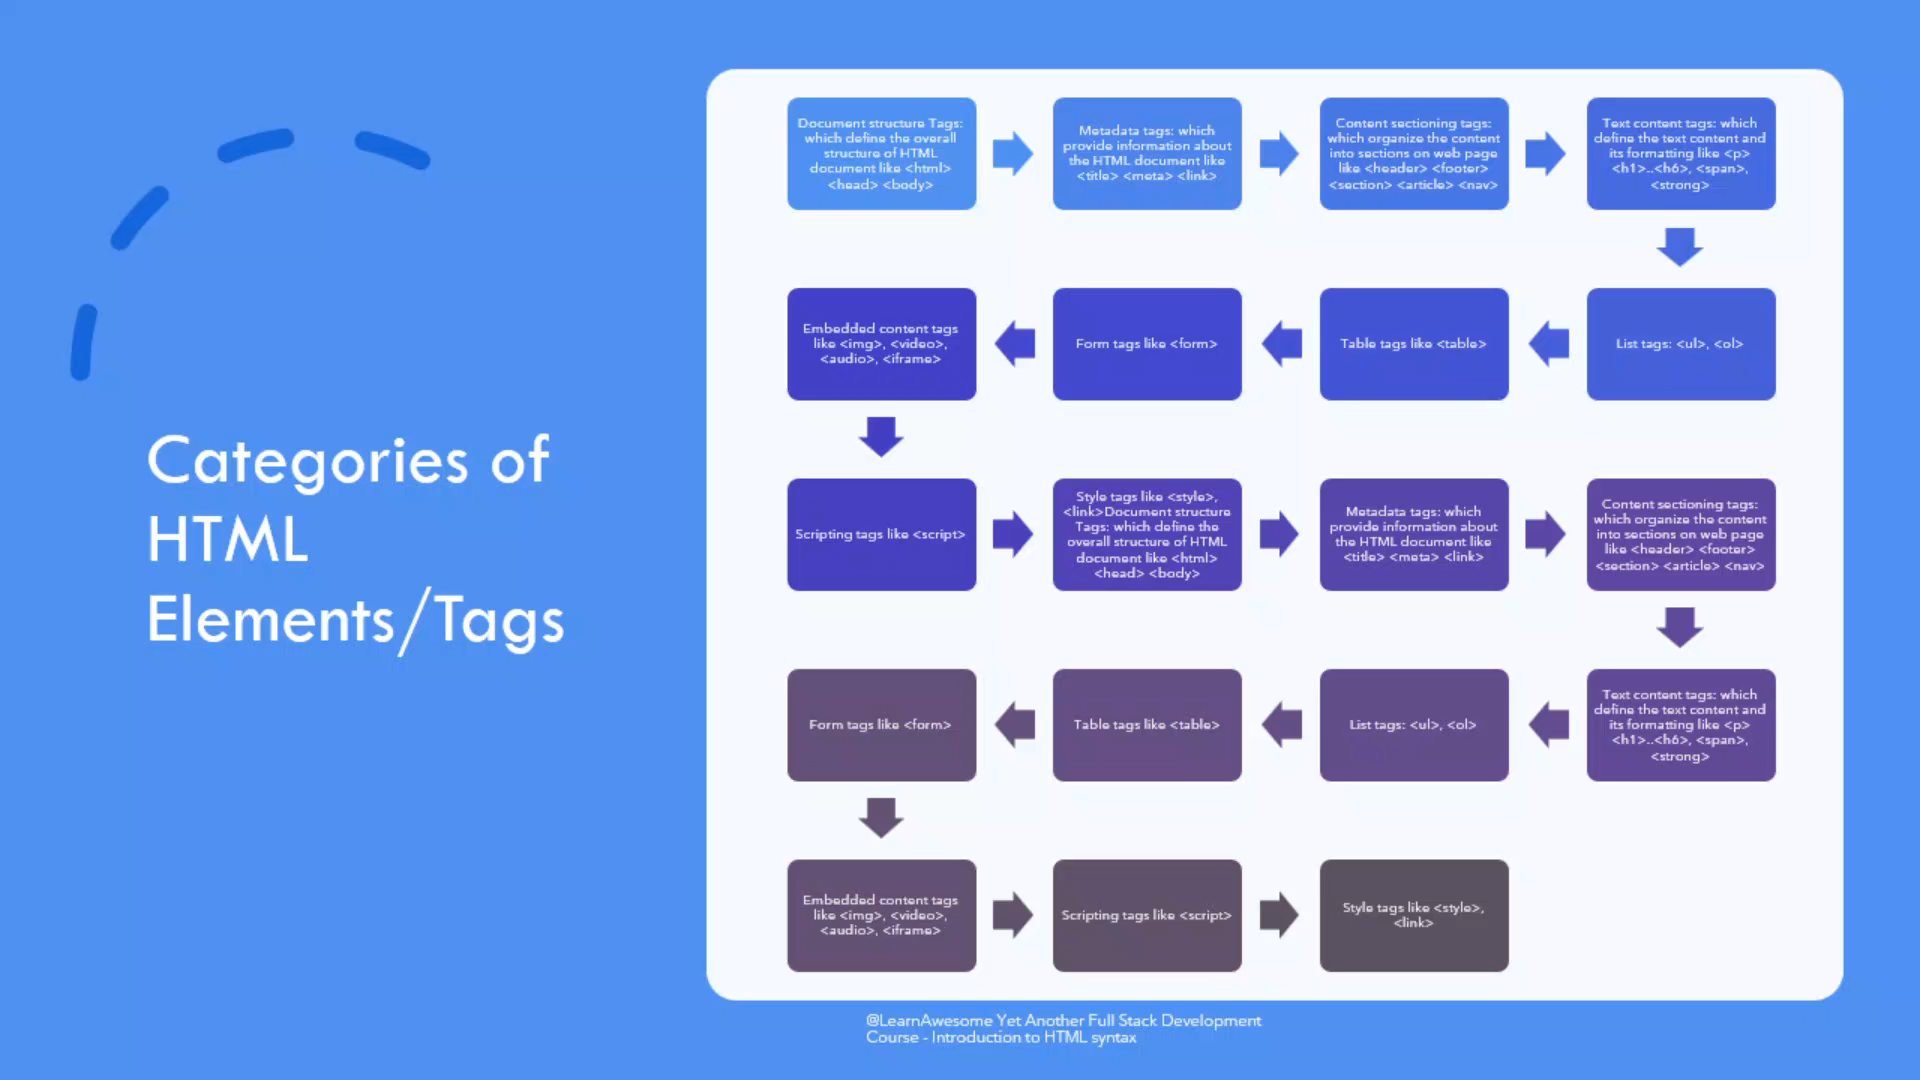 Categories of
HTML
Elements/Tags
Document structure Tags:
which define the overall
structure of HTML
document like <html>
<head> <body>
Metadata tags: which
provide information about
the HTML document like
<title> <meta> <link>
Content sectioning tags:
which organize the content
into sections on web page
like <header> <footer>
<section> <article> <nav>
Text content tags: which
define the text content and
its formatting like <p>
<h1>..<h6>, <span>,
<strong>
List tags: <ul>, <ol>
Table tags like <table>
Form tags like <form>
Embedded content tags
like <img>, <video>,
<audio>, <iframe>
Scripting tags like <script>
Style tags like <style>,
<link>Document structure
Tags: which define the
overall structure of HTML
document like <html>
<head> <body>
Metadata tags: which
provide information about
the HTML document like
<title> <meta> <link>
Content sectioning tags:
which organize the content
into sections on web page
like <header> <footer>
<section> <article> <nav>
Text content tags: which
define the text content and
its formatting like <p>
<h1>..<h6>, <span>,
<strong>
List tags: <ul>, <ol>
Table tags like <table>
Form tags like <form>
Embedded content tags
like <img>, <video>,
<audio>, <iframe>
Scripting tags like <script>
Style tags like <style>,
<link>
@LearnAwesome Yet Another Full Stack Development
Course - Introduction to HTML syntax